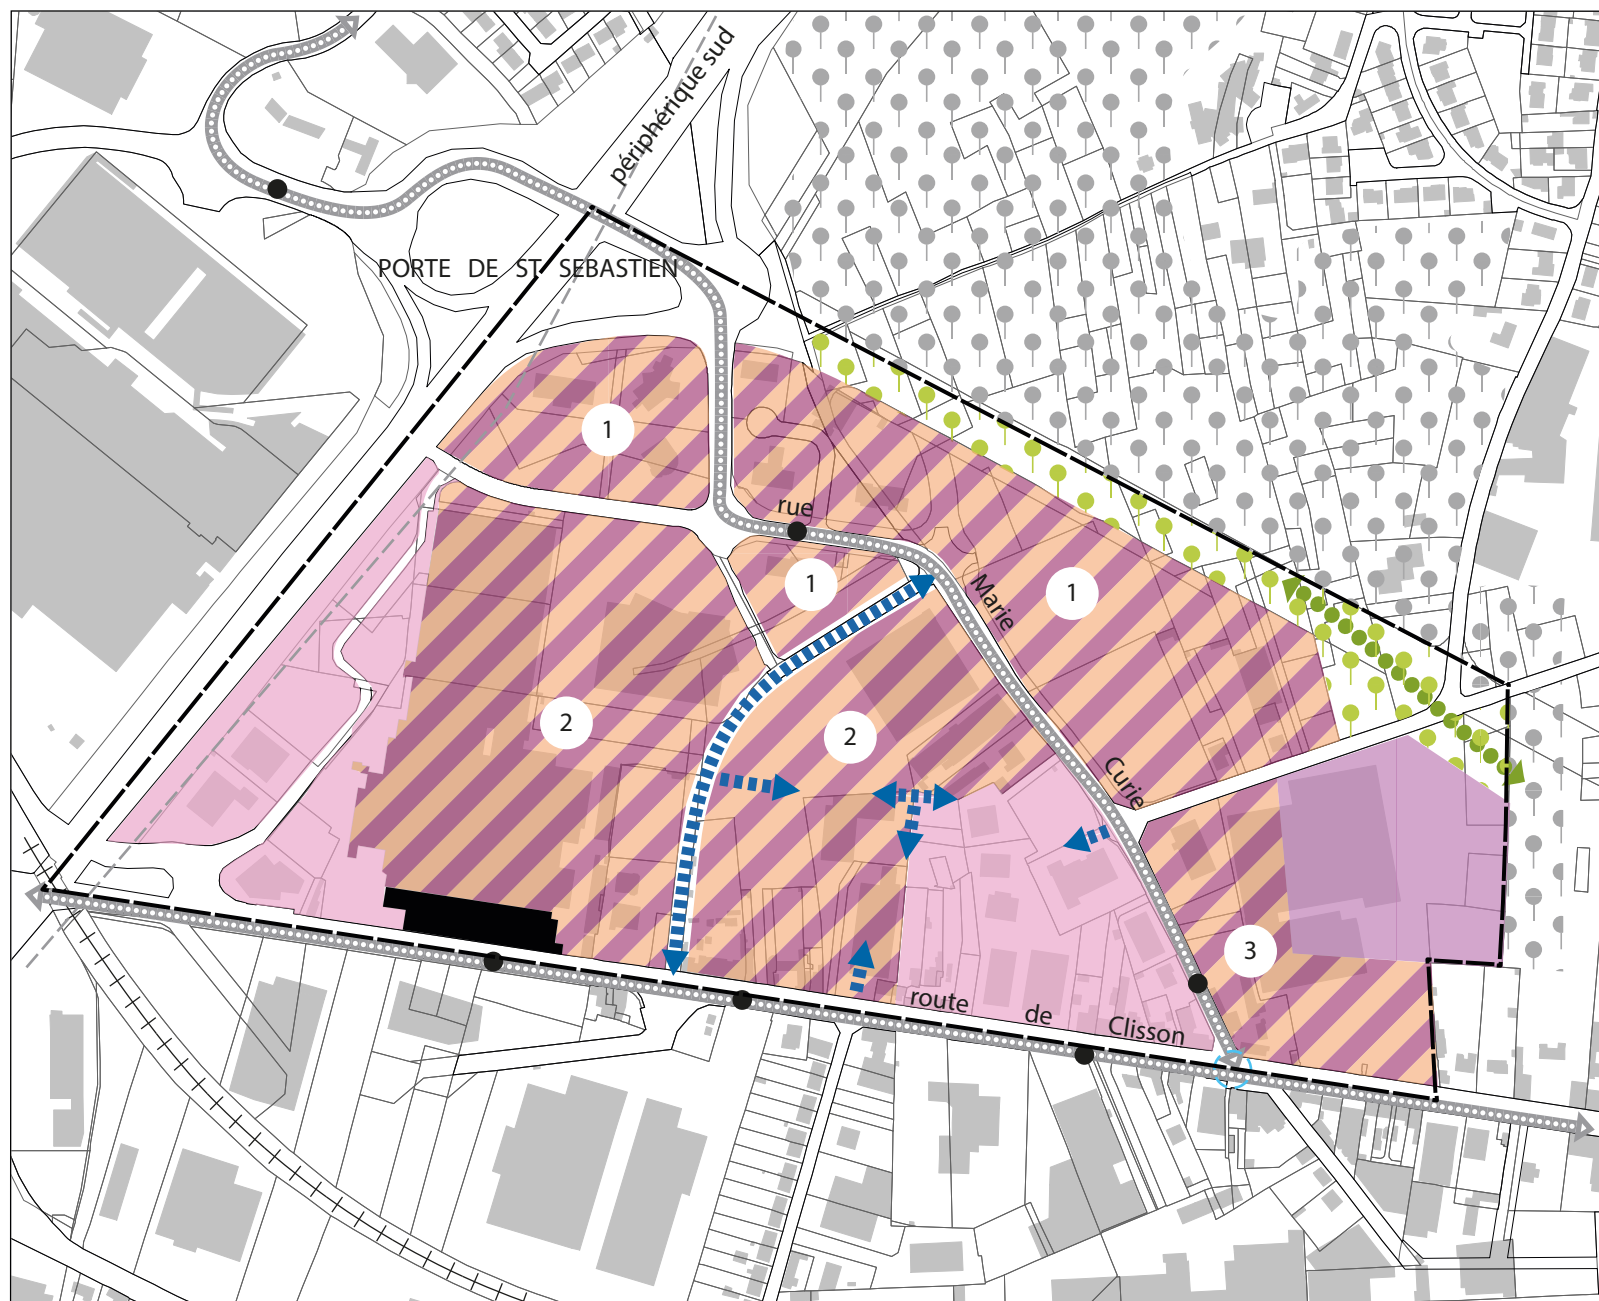 périphérique sud
PORTE DE ST SEBASTIEN
1
rue
1
1
Marie
2
2
Curie
3
route de Clisson